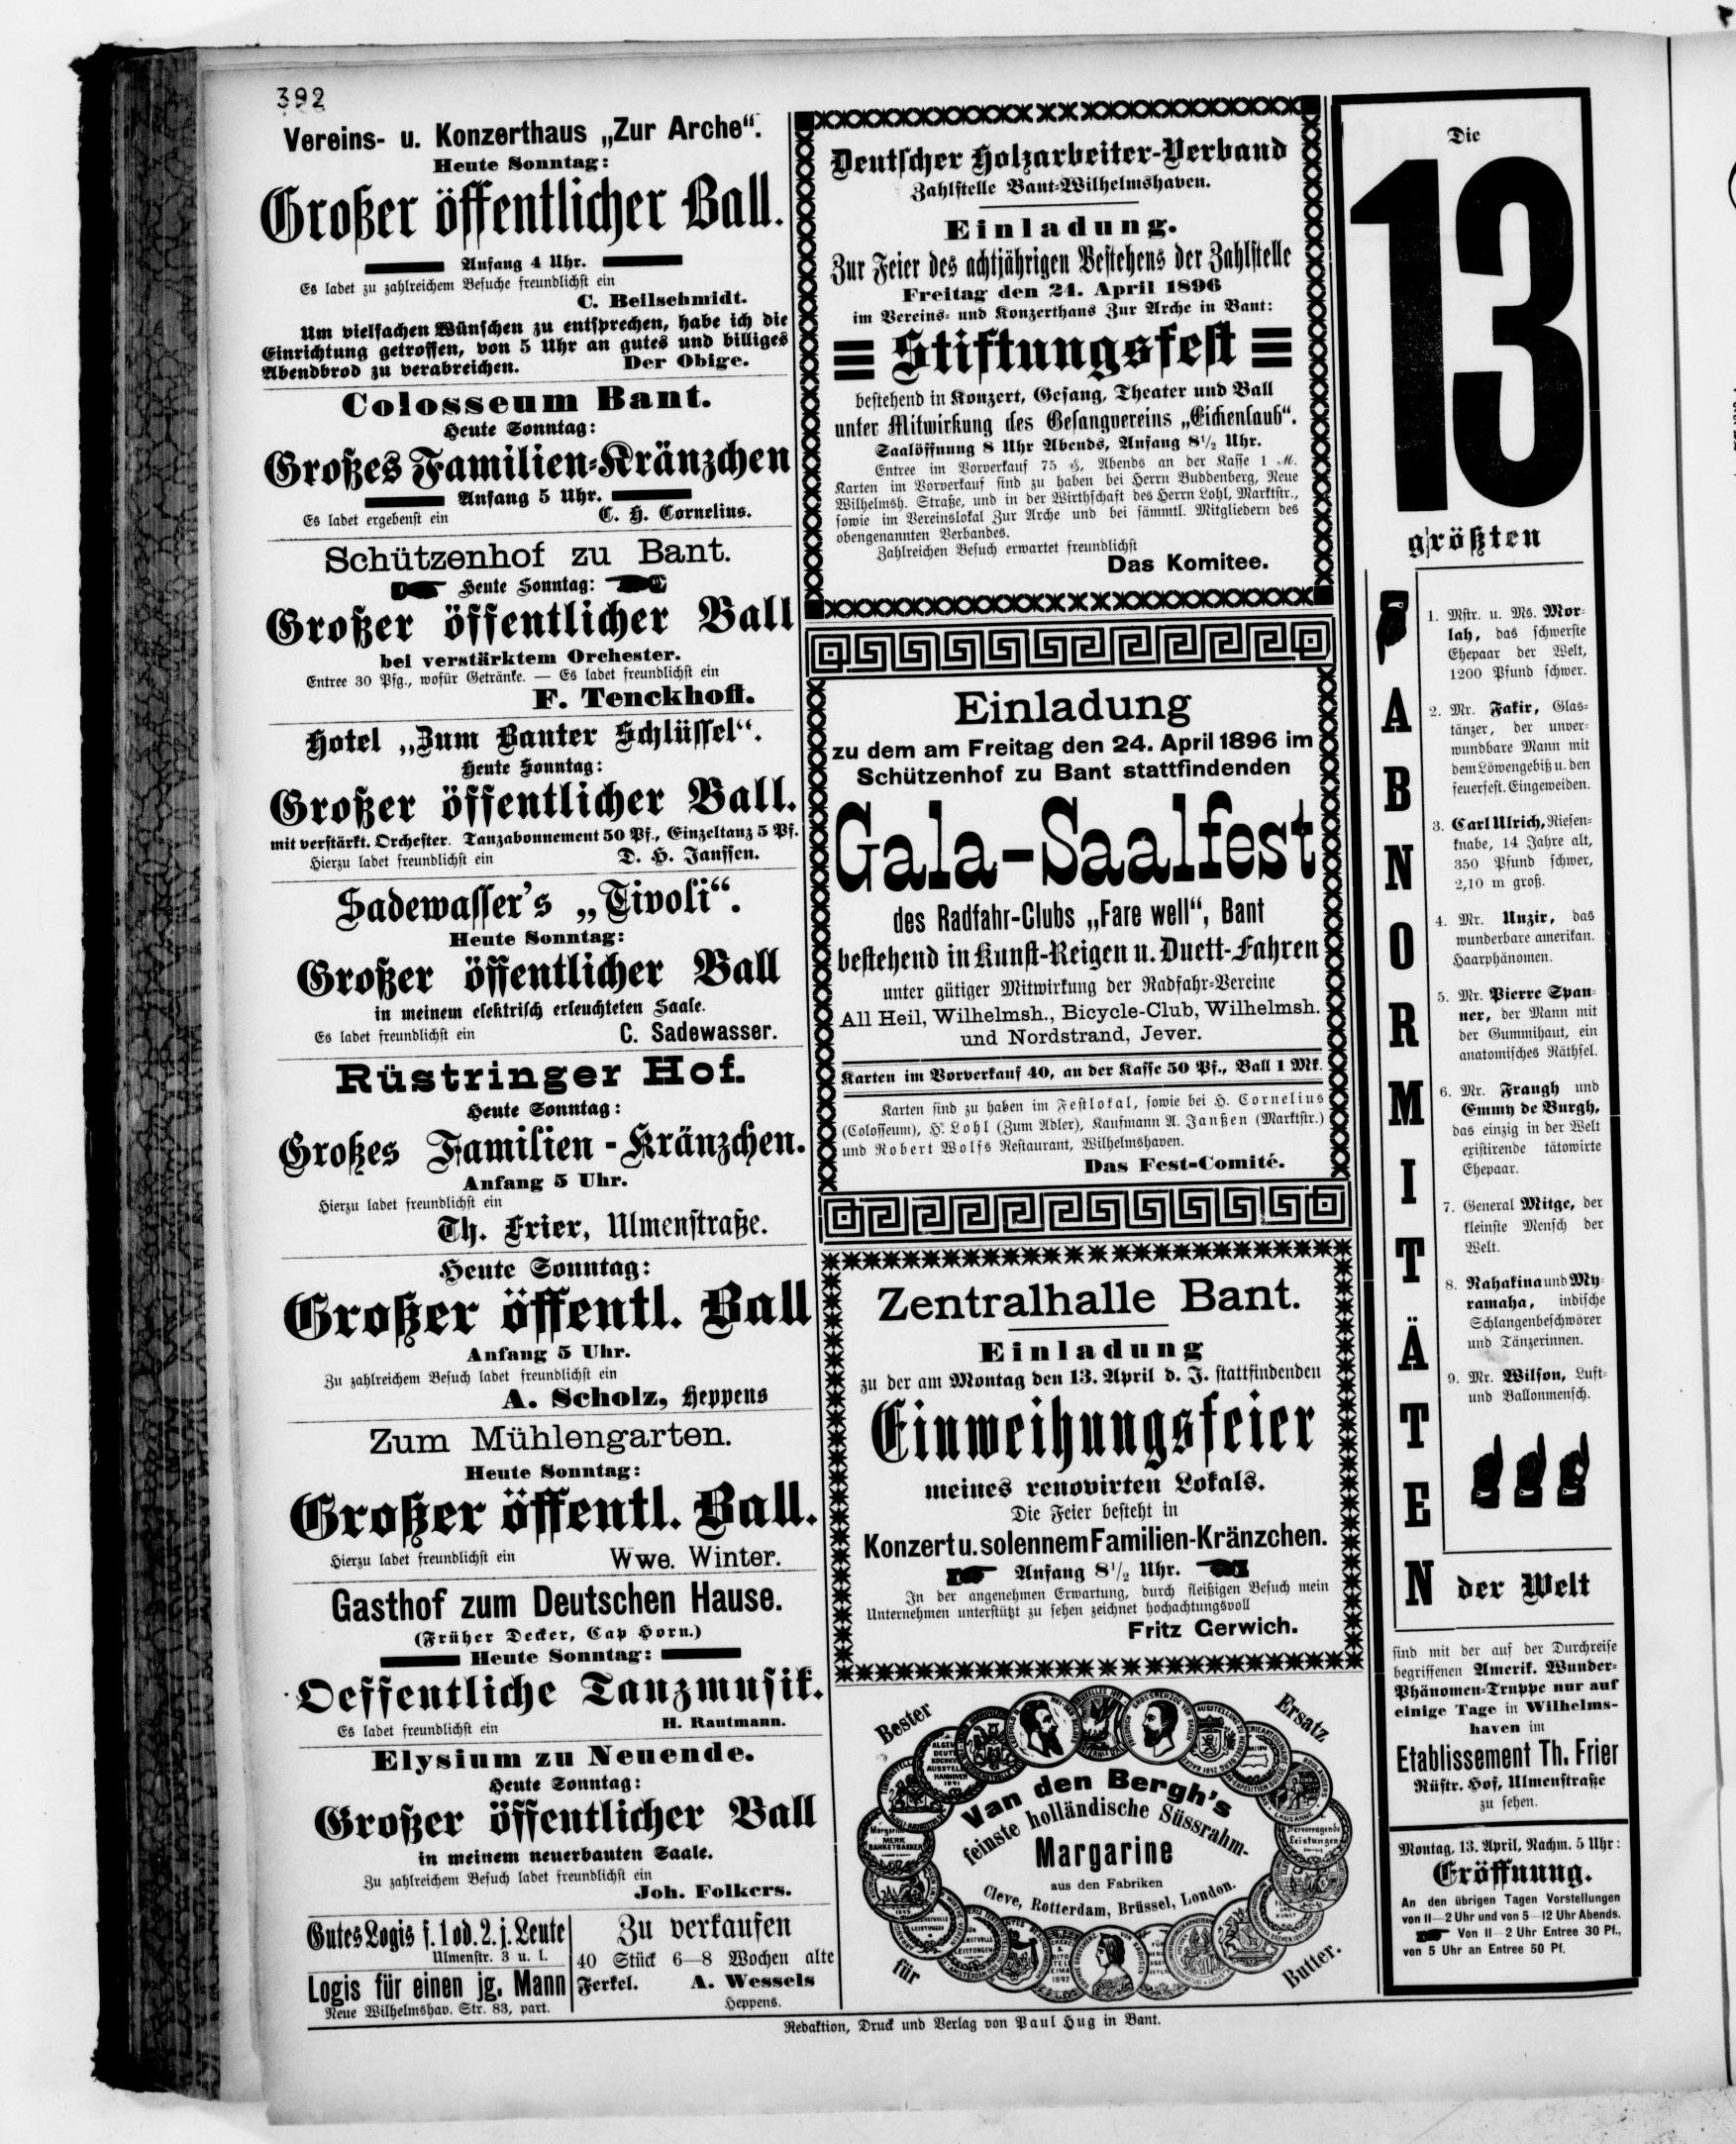 392
Vereins- u. Konzerthaus „Zur Arche“.
Heute Sonntag:
Großer öffentlicher Ball.
Anfang 4 Uhr.
Es ladet zu zahlreichem Besuche freundlichst ein
C. Beilschmidt.
Um vielfachen Wünschen zu entsprechen, habe ich die
Einrichtung getroffen, von 5 Uhr an gutes und billiges
Abendbrod zu verabreichen. Der Obige.
Colosseum Bant.
Heute Sonntag:
Großes Familien-Kränzchen
Anfang 5 Uhr.
Es ladet ergebenst ein C. H. Cornelius.
Schützenhof zu Bant.
Heute Sonntag:
Großer öffentlicher Ball
bei verstärktem Orchester.
Entree 30 Pfg., wofür Getränke. — Es ladet freundlichst ein
F. Tenckhoff.
Hotel „Zum Banter Schlüssel“.
Heute Sonntag:
Großer öffentlicher Ball.
mit verstärkt. Orchester. Tanzabonnement 50 Pf., Einzeltanz 5 Pf.
Hierzu ladet freundlichst ein D. H. Janssen.
Sadewasser's „Tivoli“.
Heute Sonntag:
Großer öffentlicher Ball
in meinem elektrisch erleuchteten Saale.
Es ladet freundlichst ein C. Sadewasser.
Rüstringer Hof.
Heute Sonntag:
Großes Familien-Kränzchen.
Anfang 5 Uhr.
Hierzu ladet freundlichst ein
Th. Frier, Ulmenstraße.
Heute Sonntag:
Großer öffentl. Ball
Anfang 5 Uhr.
Zu zahlreichem Besuch ladet freundlichst ein
A. Scholz, Heppens
Zum Mühlengarten.
Heute Sonntag:
Großer öffentl. Ball.
Hierzu ladet freundlichst ein Wwe. Winter.
Gasthof zum Deutschen Hause.
(Früher Decker, Cap Horn.)
Heute Sonntag:
Oeffentliche Tanzmusik.
Es ladet freundlichst ein H. Rautmann.
Elysium zu Neuende.
Heute Sonntag:
Großer öffentlicher Ball
in meinem neuerbauten Saale.
Zu zahlreichem Besuch ladet freundlichst ein
Joh. Folkers.
Gutes Logis f. 1 od. 2. j. Leute
Ulmenstr. 3 u. l.
Logis für einen jg. Mann
Neue Wilhelmshav. Str. 83, part.
Zu verkaufen
40 Stück 6—8 Wochen alte
Ferkel. A. Wessels
Heppens.
Deutscher Holzarbeiter-Verband
Zahlstelle Bant-Wilhelmshaven.
Einladung.
Zur Feier des achtjährigen Bestehens der Zahlstelle
Freitag den 24. April 1896
im Vereins- und Konzerthaus Zur Arche in Bant:
Stiftungsfest
bestehend in Konzert, Gesang, Theater und Ball
unter Mitwirkung des Gesangvereins „Eichenlaub“.
Saalöffnung 8 Uhr Abends, Anfang 8½ Uhr.
Entree im Vorverkauf 75 ₰, Abends an der Kasse 1 M.
Karten im Vorverkauf sind zu haben bei Herrn Buddenberg, Neue
Wilhelmsh. Straße, und in der Wirthschaft des Herrn Lohl, Marktstr.,
sowie im Vereinslokal Zur Arche und bei sämmtl. Mitgliedern des
obengenannten Verbandes.
Zahlreichen Besuch erwartet freundlichst
Das Komitee.
Einladung
zu dem am Freitag den 24. April 1896 im
Schützenhof zu Bant stattfindenden
Gala-Saalfest
des Radfahr-Clubs „Fare well“, Bant
bestehend in Kunst-Reigen u. Duett-Fahren
unter gütiger Mitwirkung der Radfahr-Vereine
All Heil, Wilhelmsh., Bicycle-Club, Wilhelmsh.
und Nordstrand, Jever.
Karten im Vorverkauf 40, an der Kasse 50 Pf., Ball 1 Mk.
Karten sind zu haben im Festlokal, sowie bei H. Cornelius
(Colosseum), H. Lohl (Zum Adler), Kaufmann A. Janßen (Marktstr.)
und Robert Wolfs Restaurant, Wilhelmshaven.
Das Fest-Comité.
Zentralhalle Bant.
Einladung
zu der am Montag den 13. April d. J. stattfindenden
Einweihungsfeier
meines renovirten Lokals.
Die Feier besteht in
Konzert u. solennem Familien-Kränzchen.
Anfang 8½ Uhr.
In der angenehmen Erwartung, durch fleißigen Besuch mein
Unternehmen unterstützt zu sehen zeichnet hochachtungsvoll
Fritz Gerwich.
Bester Ersatz
Van den Bergh's
feinste holländische Süssrahm-
Margarine
aus den Fabriken
Cleve, Rotterdam, Brüssel, London.
für Butter.
Die
13
größten
ABNORMITÄTEN
1. Mstr. u. Ms. Mor-
lah, das schwerste
Ehepaar der Welt,
1200 Pfund schwer.
2. Mr. Fakir, Glas-
tänzer, der unver-
wundbare Mann mit
dem Löwengebiß u. den
feuerfest. Eingeweiden.
3. Carl Ulrich, Riesen-
knabe, 14 Jahre alt,
350 Pfund schwer,
2,10 m groß.
4. Mr. Unzir, das
wunderbare amerikan.
Haarphänomen.
5. Mr. Pierre Span-
ner, der Mann mit
der Gummihaut, ein
anatomisches Räthsel.
6. Mr. Fraugh und
Emmy de Burgh,
das einzig in der Welt
existirende tätowirte
Ehepaar.
7. General Mitge, der
kleinste Mensch der
Welt.
8. Nahakina und My-
ramaha, indische
Schlangenbeschwörer
und Tänzerinnen.
9. Mr. Wilson, Luft-
und Ballonmensch.
der Welt
sind mit der auf der Durchreise
begriffenen Amerik. Wunder-
Phänomen-Truppe nur auf
einige Tage in Wilhelms-
haven im
Etablissement Th. Frier
Rüstr. Hof, Ulmenstraße
zu sehen.
Montag, 13. April, Nachm. 5 Uhr:
Eröffnung.
An den übrigen Tagen Vorstellungen
von 11—2 Uhr und von 5—12 Uhr Abends.
Von 11—2 Uhr Entree 30 Pf.,
von 5 Uhr an Entree 50 Pf.
Redaktion, Druck und Verlag von Paul Hug in Bant.